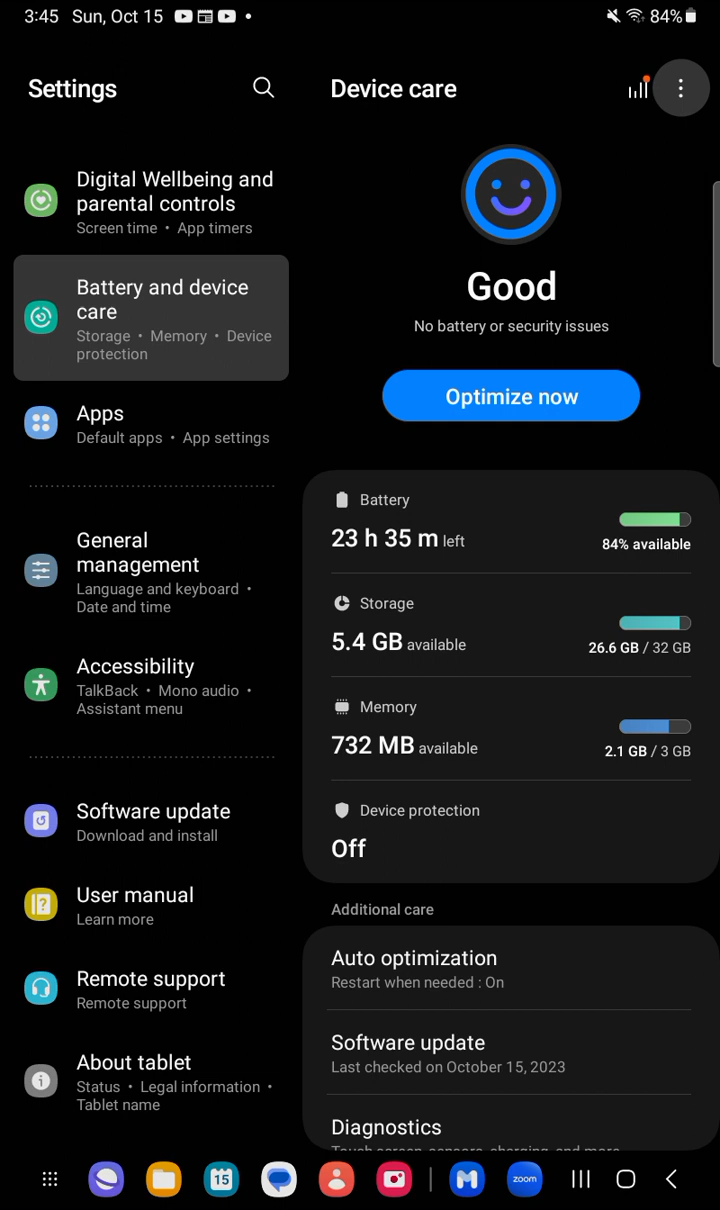 3:45 Sun, Oct 15
84%
Settings
Digital Wellbeing and
parental controls
Screen time • App timers
Battery and device
care
Storage • Memory • Device
protection
Apps
Default apps • App settings
General
management
Language and keyboard •
Date and time
Accessibility
TalkBack • Mono audio •
Assistant menu
Software update
Download and install
User manual
Learn more
Remote support
Remote support
About tablet
Status • Legal information •
Tablet name
Device care
Good
No battery or security issues
Optimize now
Battery
23 h 35 m left
84% available
Storage
5.4 GB available
26.6 GB / 32 GB
Memory
732 MB available
2.1 GB / 3 GB
Device protection
Off
Additional care
Auto optimization
Restart when needed : On
Software update
Last checked on October 15, 2023
Diagnostics
Touch screen, sensors, charging, and more
15
zoom